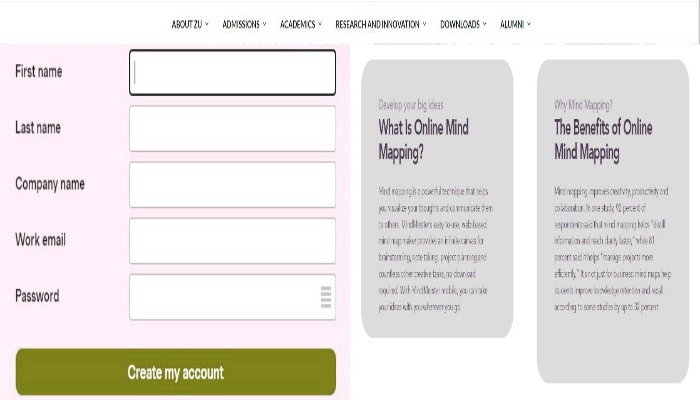 ABOUT ZU ADMISSIONS ACADEMICS RESEARCH AND INNOVATION DOWNLOADS ALUMNI
First name
Last name
Company name
Work email
Password
Create my account
Develop your big ideas
What Is Online Mind
Mapping?
Mind mapping is a powerful technique that helps
you visualize your thoughts and communicate them
to others. MindMeister's easy-to-use, web-based
mind map maker provides an infinite canvas for
brainstorming, note-taking, project planning and
countless other creative tasks, no download
required. With MindMeister mobile, you can take
your ideas with you wherever you go.
Why Mind Mapping?
The Benefits of Online
Mind Mapping
Mind mapping improves creativity, productivity and
collaboration. In one study, 92 percent of
respondents said that mind mapping helps "distill
information and reach clarity faster," while 81
percent said it helps "manage projects more
efficiently." It's not just for business: mind maps help
students improve knowledge retention and recall,
according to some studies by up to 32 percent.